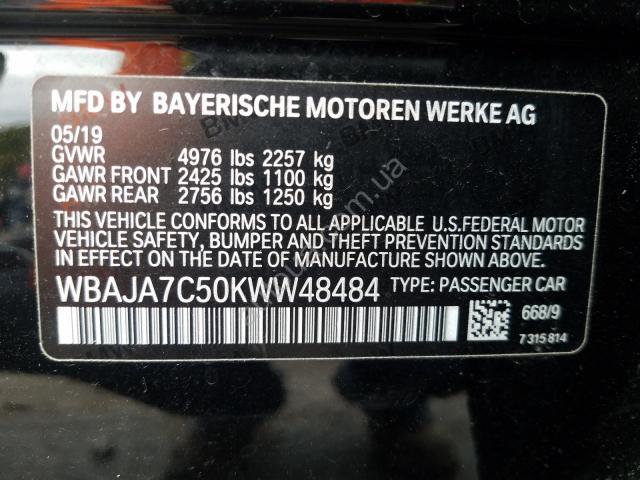 MFD BY BAYERISCHE MOTOREN WERKE AG
05/19
GVWR 4976 lbs 2257 kg
GAWR FRONT 2425 lbs 1100 kg
GAWR REAR 2756 lbs 1250 kg
THIS VEHICLE CONFORMS TO ALL APPLICABLE U.S.FEDERAL MOTOR
VEHICLE SAFETY, BUMPER AND THEFT PREVENTION STANDARDS
IN EFFECT ON THE DATE OF MANUFACTURE SHOWN ABOVE.
WBAJA7C50KWW48484 TYPE: PASSENGER CAR
668/9
7 315 814